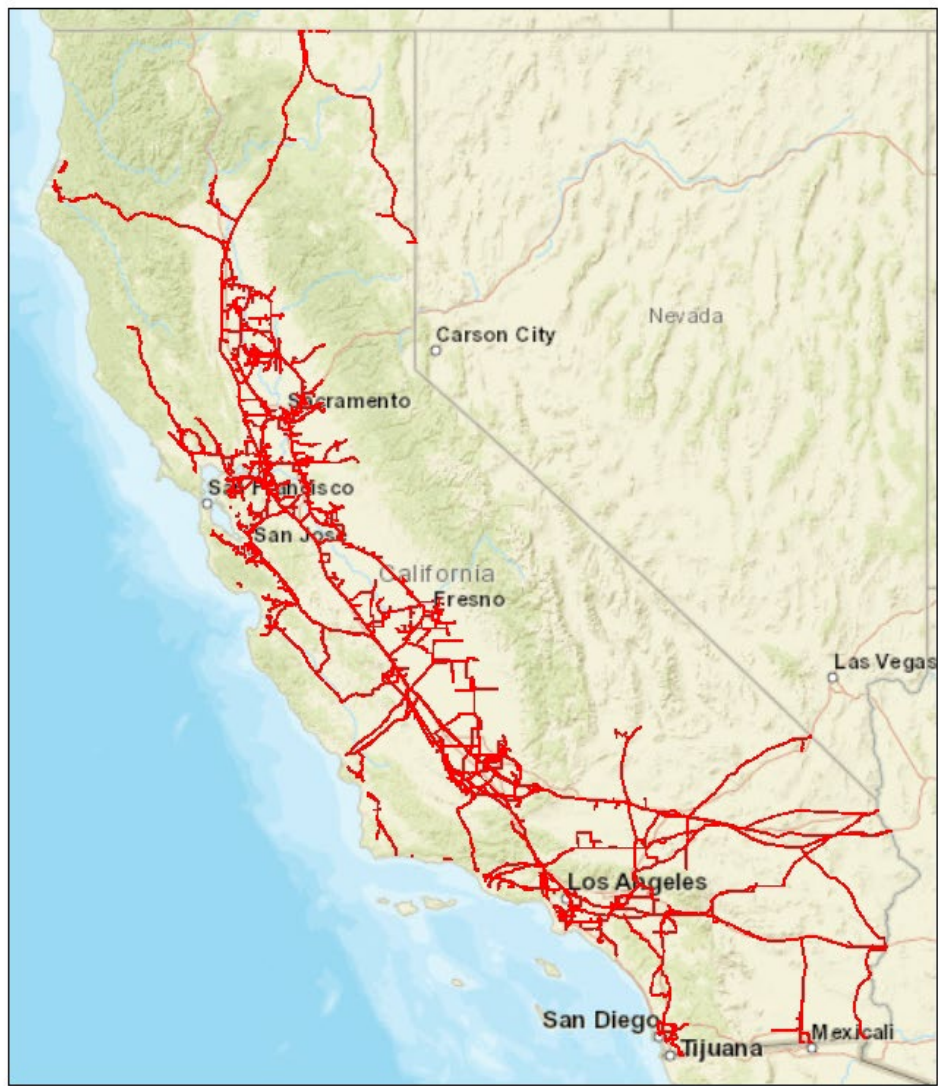 Carson City
Nevada
Sacramento
San Francisco
San Jose
California
Fresno
Las Vegas
Los Angeles
San Diego
Mexicali
Tijuana